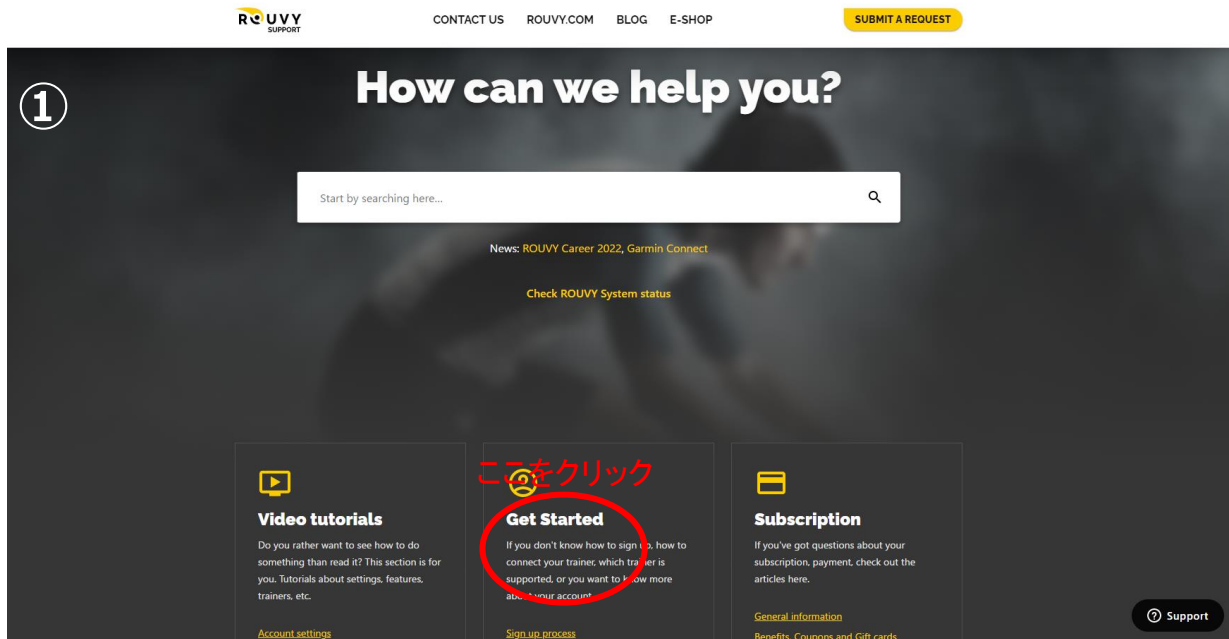 ROUVY
SUPPORT
CONTACT US ROUVY.COM BLOG E-SHOP
SUBMIT A REQUEST
①
How can we help you?
Start by searching here...
News: ROUVY Career 2022, Garmin Connect
Check ROUVY System status
ここをクリック
Video tutorials
Do you rather want to see how to do
something than read it? This section is for
you. Tutorials about settings, features,
trainers, etc.
Account settings
Get Started
If you don't know how to sign up, how to
connect your trainer, which trainer is
supported, or you want to know more
about your account
Sign up process
Subscription
If you've got questions about your
subscription, payment, check out the
articles here.
General information
Benefits, Coupons and Gift cards
Support